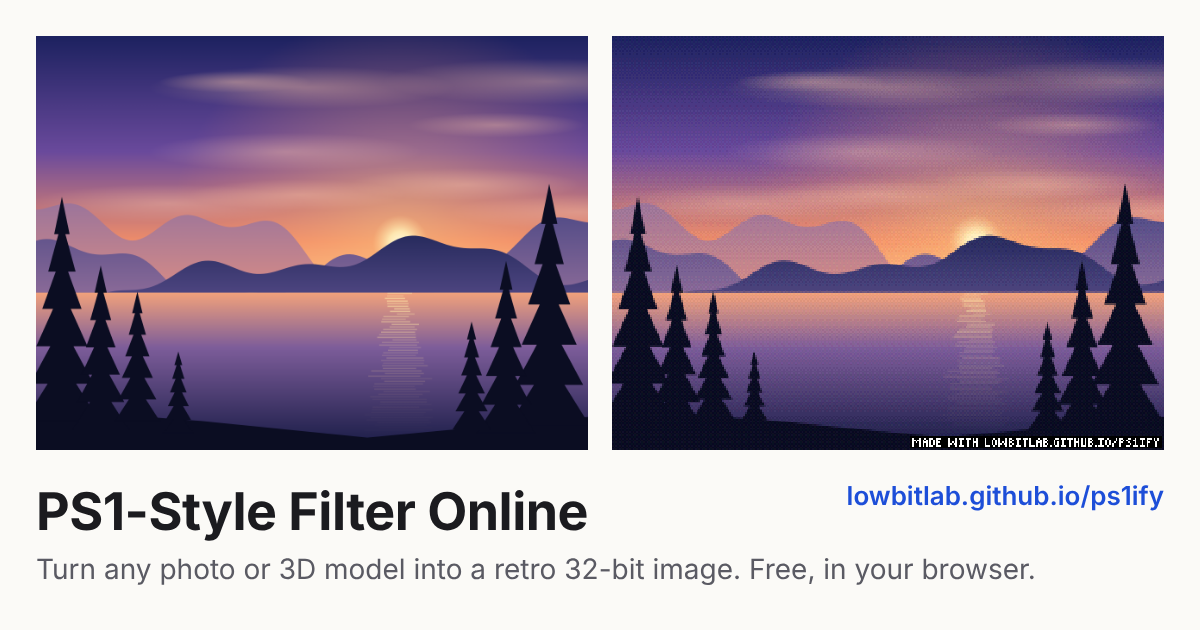 MADE WITH LOWBITLAB.GITHUB.IO/PS1IFY
PS1-Style Filter Online
lowbitlab.github.io/ps1ify
Turn any photo or 3D model into a retro 32-bit image. Free, in your browser.